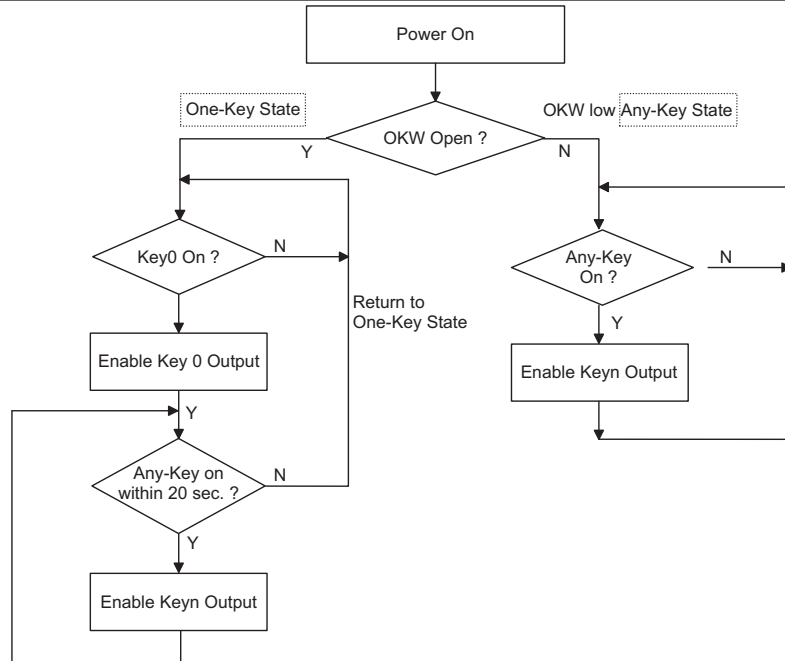 Power On
One-Key State
OKW low Any-Key State
OKW Open ?
Y
N
Key0 On ?
N
Any-Key
On ?
N
Return to
One-Key State
Y
Enable Key 0 Output
Enable Keyn Output
Y
Any-Key on
within 20 sec. ?
N
Y
Enable Keyn Output